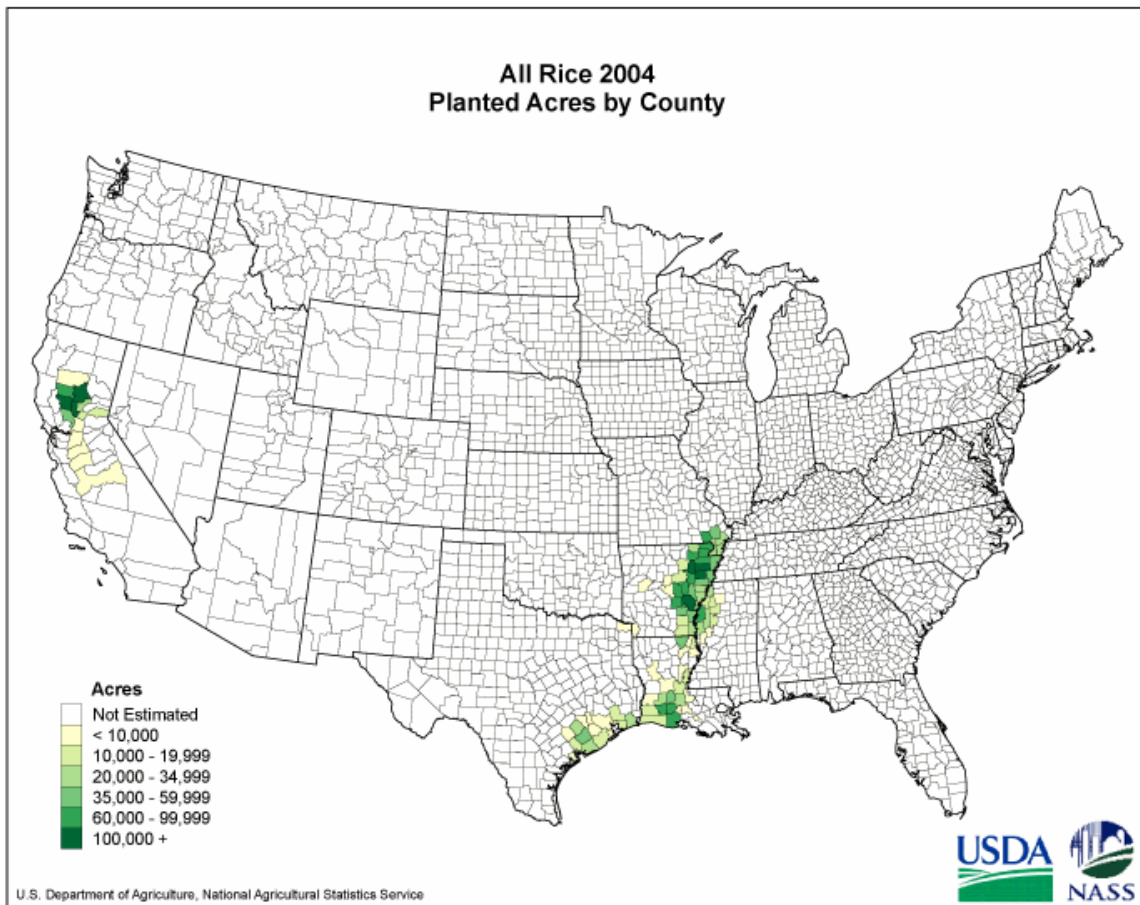 All Rice 2004
Planted Acres by County
Acres
Not Estimated
< 10,000
10,000 - 19,999
20,000 - 34,999
35,000 - 59,999
60,000 - 99,999
100,000 +
U.S. Department of Agriculture, National Agricultural Statistics Service
USDA
NASS